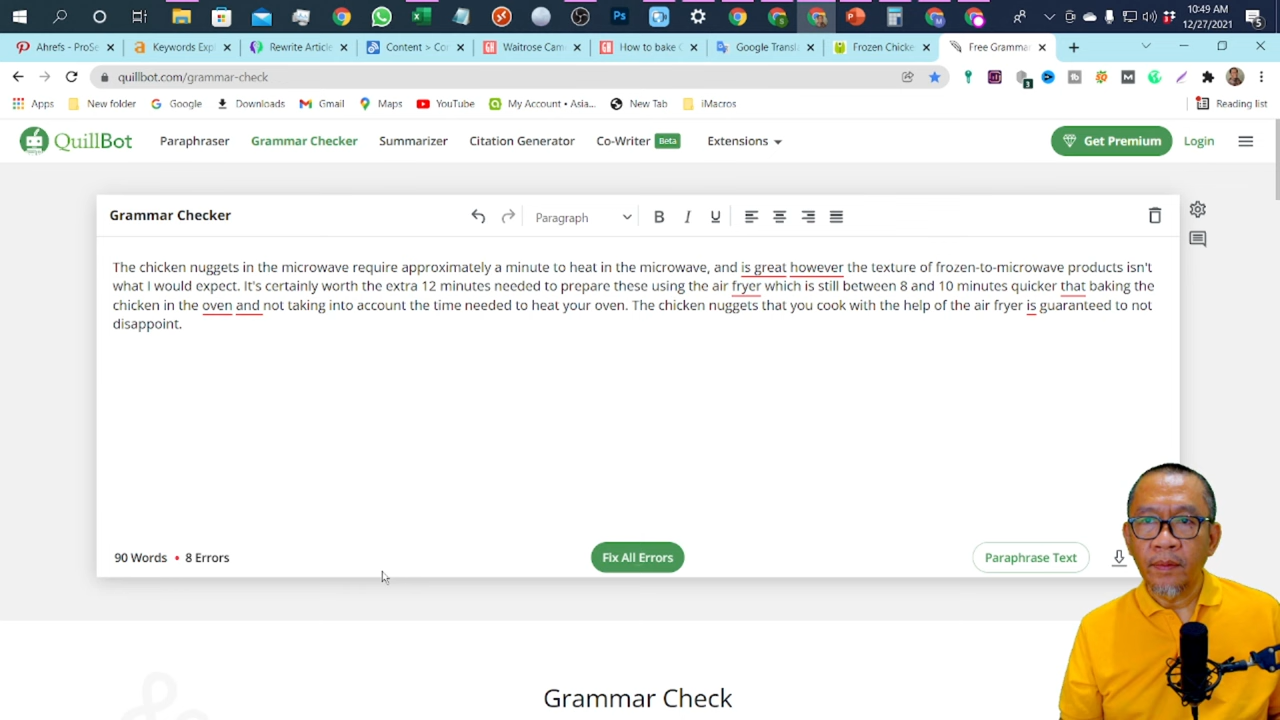 10:49 AM
12/27/2021
5
Ahrefs - ProSe
Keywords Exp
Rewrite Article
Content > Co
Waitrose Cam
How to bake C
Google Transl
Frozen Chicke
Free Gramma
quillbot.com/grammar-check
3
Apps
New folder
Google
Downloads
Gmail
Maps
YouTube
My Account • Asia...
New Tab
iMacros
Reading list
QuillBot
Paraphraser
Grammar Checker
Summarizer
Citation Generator
Co-Writer Beta
Extensions
Get Premium
Login
Grammar Checker
Paragraph
B I U
The chicken nuggets in the microwave require approximately a minute to heat in the microwave, and is great however the texture of frozen-to-microwave products isn't
what I would expect. It's certainly worth the extra 12 minutes needed to prepare these using the air fryer which is still between 8 and 10 minutes quicker that baking the
chicken in the oven and not taking into account the time needed to heat your oven. The chicken nuggets that you cook with the help of the air fryer is guaranteed to not
disappoint.
90 Words • 8 Errors
Fix All Errors
Paraphrase Text
Grammar Check